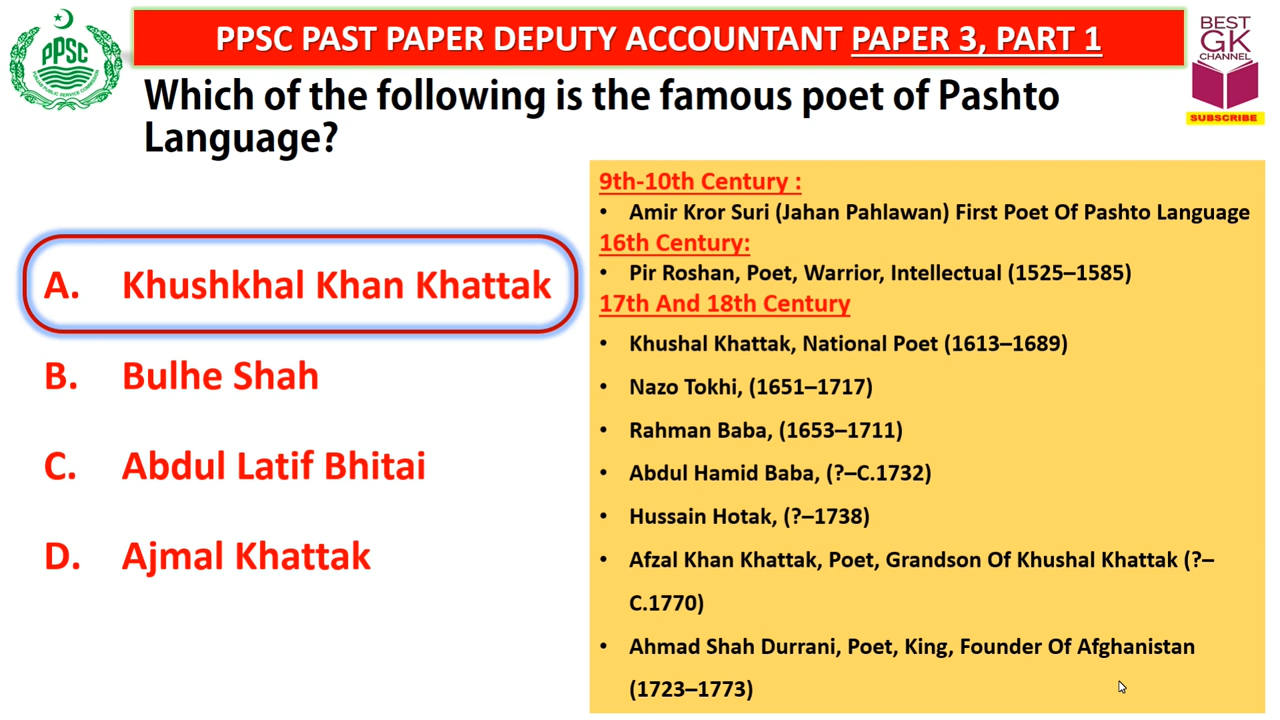 PPSC
PPSC PAST PAPER DEPUTY ACCOUNTANT PAPER 3, PART 1
BEST
GK
CHANNEL
SUBSCRIBE
Which of the following is the famous poet of Pashto
Language?
A. Khushkhal Khan Khattak
B. Bulhe Shah
C. Abdul Latif Bhitai
D. Ajmal Khattak
9th-10th Century :
• Amir Kror Suri (Jahan Pahlawan) First Poet Of Pashto Language
16th Century:
• Pir Roshan, Poet, Warrior, Intellectual (1525–1585)
17th And 18th Century
• Khushal Khattak, National Poet (1613–1689)
• Nazo Tokhi, (1651–1717)
• Rahman Baba, (1653–1711)
• Abdul Hamid Baba, (?–C.1732)
• Hussain Hotak, (?–1738)
• Afzal Khan Khattak, Poet, Grandson Of Khushal Khattak (?–
C.1770)
• Ahmad Shah Durrani, Poet, King, Founder Of Afghanistan
(1723–1773)